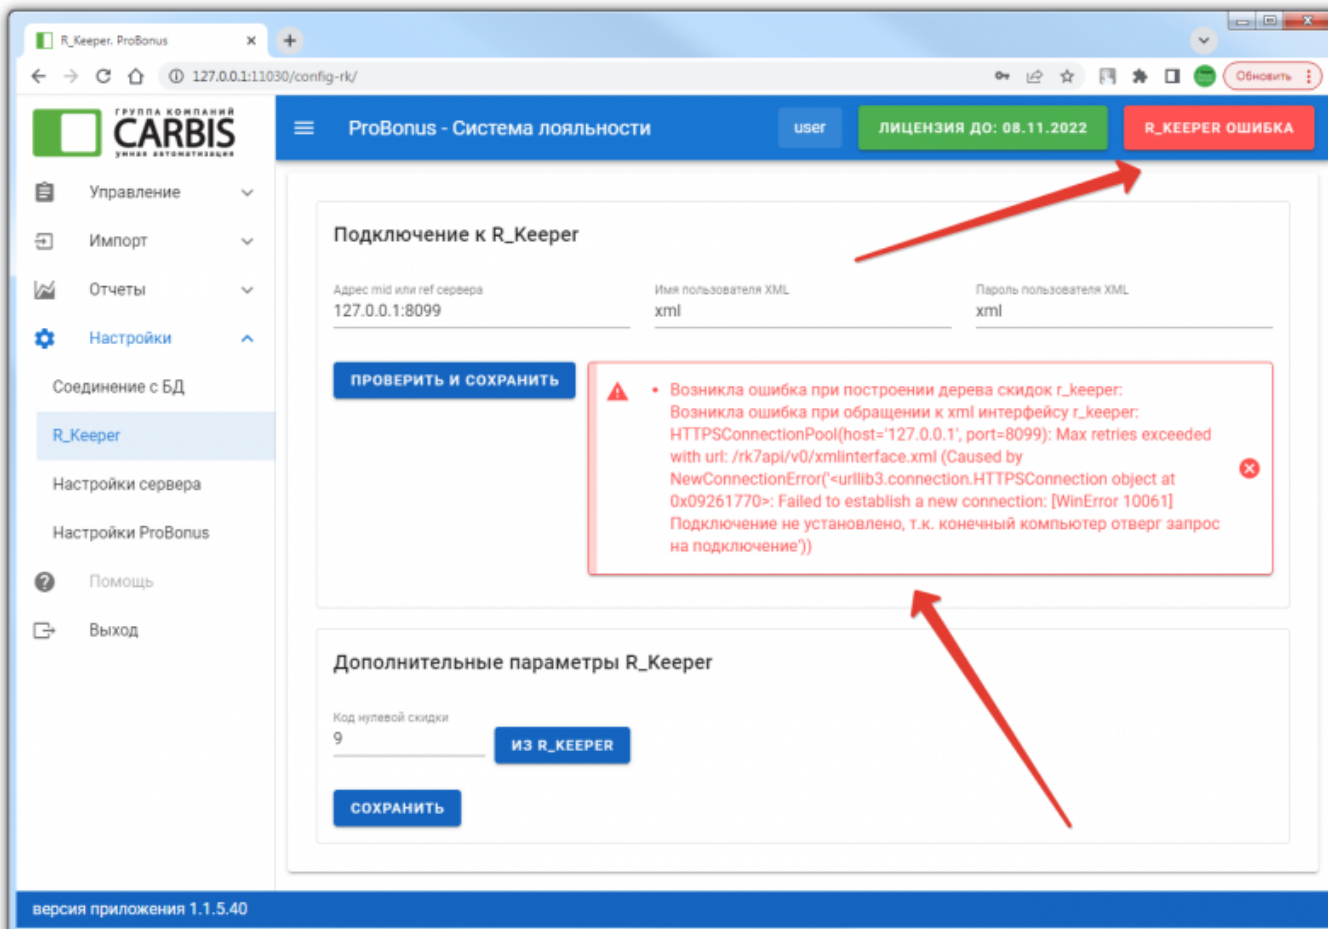 R_Keeper. ProBonus
127.0.0.1:11030/config-rk/
Обновить
ГРУППА КОМПАНИЙ
CARBIS
умная автоматизация
ProBonus - Система лояльности
user
ЛИЦЕНЗИЯ ДО: 08.11.2022
R_KEEPER ОШИБКА
Управление
Импорт
Отчеты
Настройки
Соединение с БД
R_Keeper
Настройки сервера
Настройки ProBonus
Помощь
Выход
Подключение к R_Keeper
Адрес mid или ref сервера
127.0.0.1:8099
Имя пользователя XML
xml
Пароль пользователя XML
xml
ПРОВЕРИТЬ И СОХРАНИТЬ
• Возникла ошибка при построении дерева скидок r_keeper:
Возникла ошибка при обращении к xml интерфейсу r_keeper:
HTTPSConnectionPool(host='127.0.0.1', port=8099): Max retries exceeded
with url: /rk7api/v0/xmlinterface.xml (Caused by
NewConnectionError('<urllib3.connection.HTTPSConnection object at
0x09261770>: Failed to establish a new connection: [WinError 10061]
Подключение не установлено, т.к. конечный компьютер отверг запрос
на подключение'))
Дополнительные параметры R_Keeper
Код нулевой скидки
9
ИЗ R_KEEPER
СОХРАНИТЬ
версия приложения 1.1.5.40